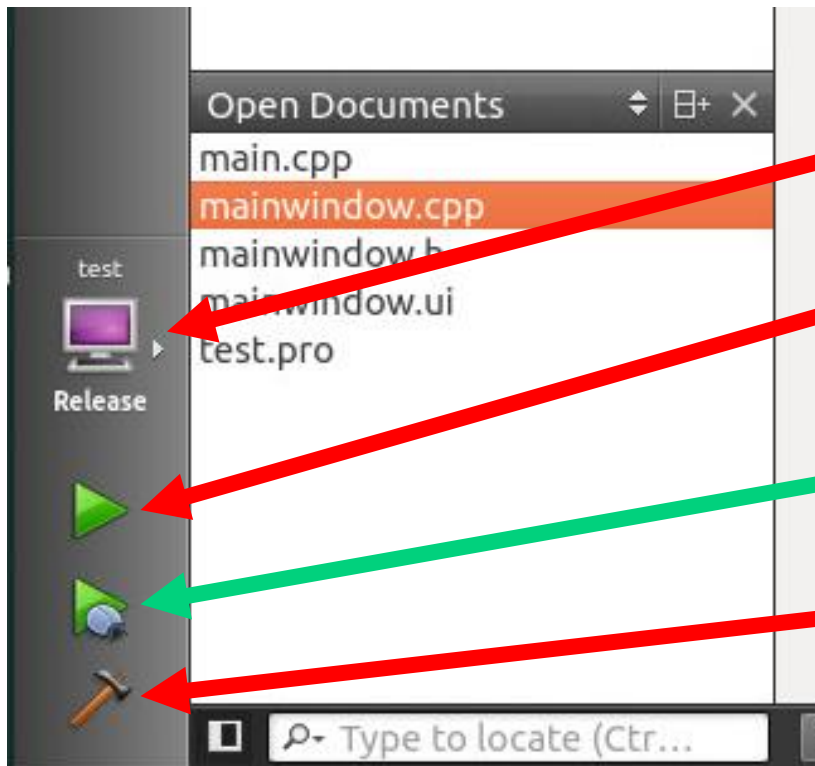 Open Documents
main.cpp
mainwindow.cpp
mainwindow.h
mainwindow.ui
test.pro
test
Release
Type to locate (Ctr...